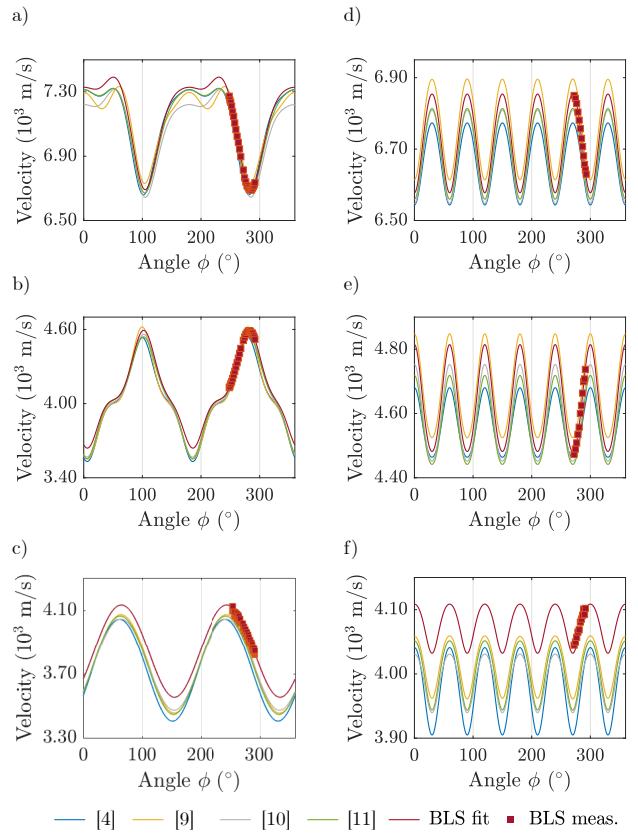 a)
Velocity (10³ m/s)
7.30
6.90
6.50
0
100
200
300
Angle ϕ (°)
d)
Velocity (10³ m/s)
6.90
6.70
6.50
0
100
200
300
Angle ϕ (°)
b)
Velocity (10³ m/s)
4.60
4.00
3.40
0
100
200
300
Angle ϕ (°)
e)
Velocity (10³ m/s)
4.80
4.60
4.40
0
100
200
300
Angle ϕ (°)
c)
Velocity (10³ m/s)
4.10
3.70
3.30
0
100
200
300
Angle ϕ (°)
f)
Velocity (10³ m/s)
4.10
4.00
3.90
0
100
200
300
Angle ϕ (°)
[4] [9] [10] [11] BLS fit BLS meas.